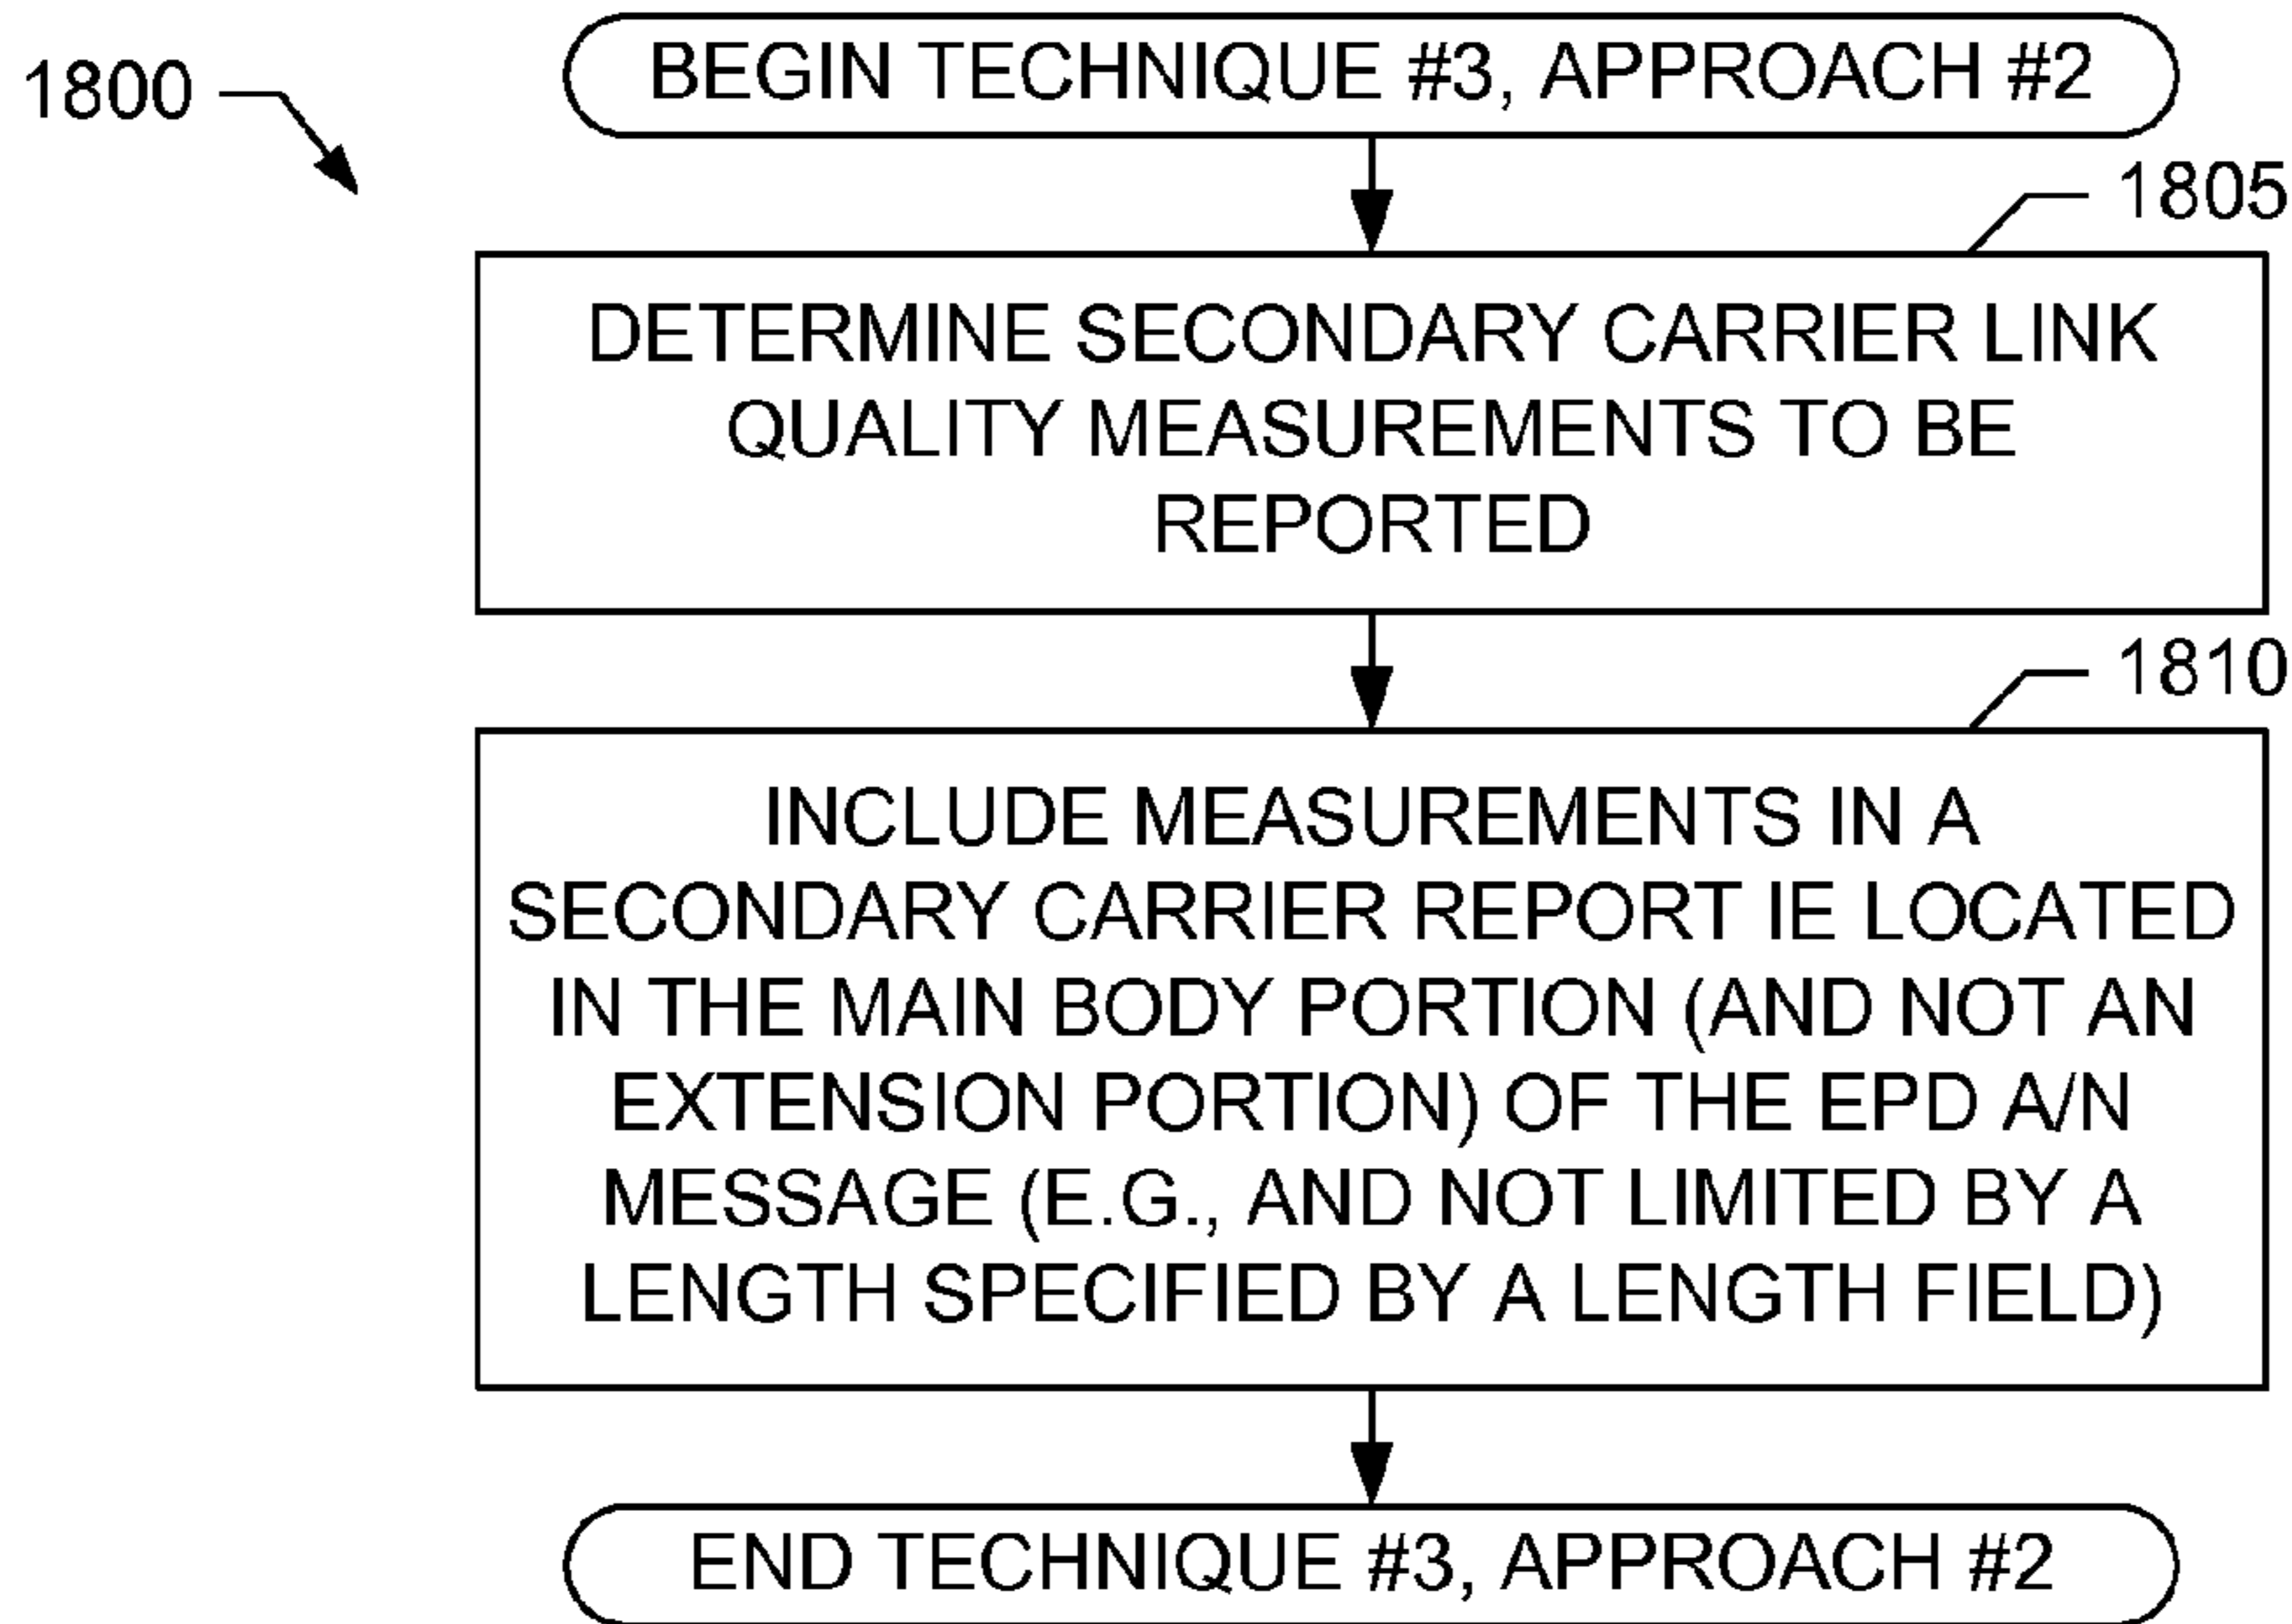 BEGIN TECHNIQUE #3, APPROACH #2
1800
1805
DETERMINE SECONDARY CARRIER LINK
QUALITY MEASUREMENTS TO BE
REPORTED
1810
INCLUDE MEASUREMENTS IN A
SECONDARY CARRIER REPORT IE LOCATED
IN THE MAIN BODY PORTION (AND NOT AN
EXTENSION PORTION) OF THE EPD A/N
MESSAGE (E.G., AND NOT LIMITED BY A
LENGTH SPECIFIED BY A LENGTH FIELD)
END TECHNIQUE #3, APPROACH #2